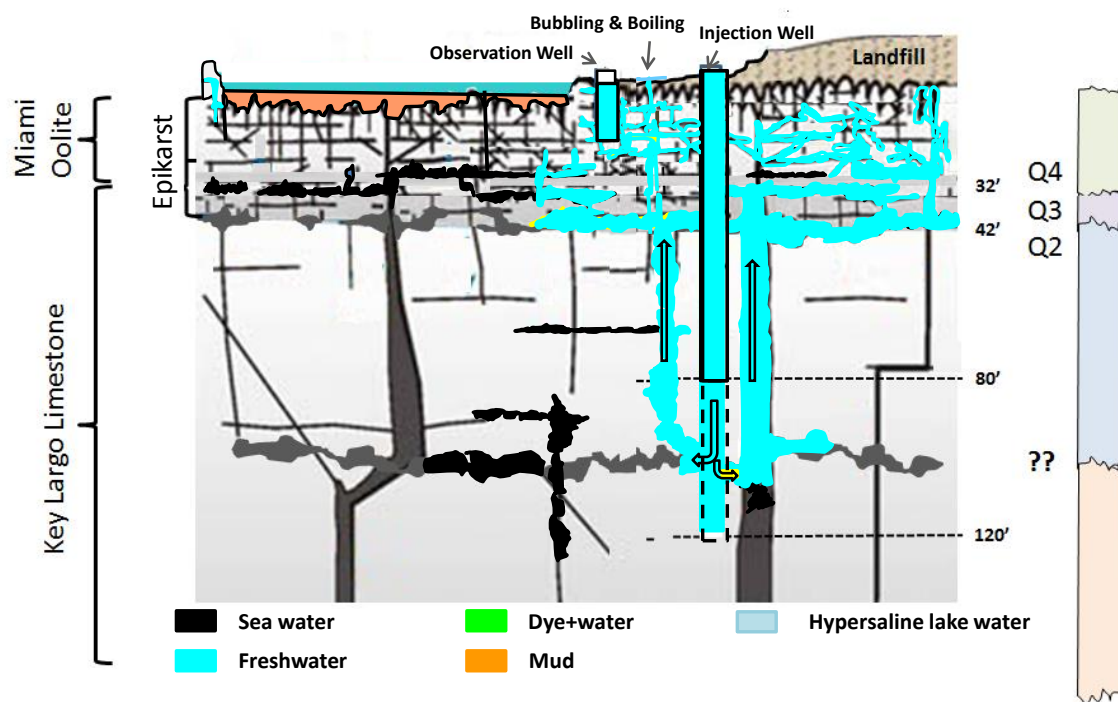 Bubbling & Boiling
Observation Well
Injection Well
Landfill
Miami
Oolite
Epikarst
Key Largo Limestone
32’
42’
80’
120’
Q4
Q3
Q2
??
Sea water
Dye+water
Hypersaline lake water
Freshwater
Mud